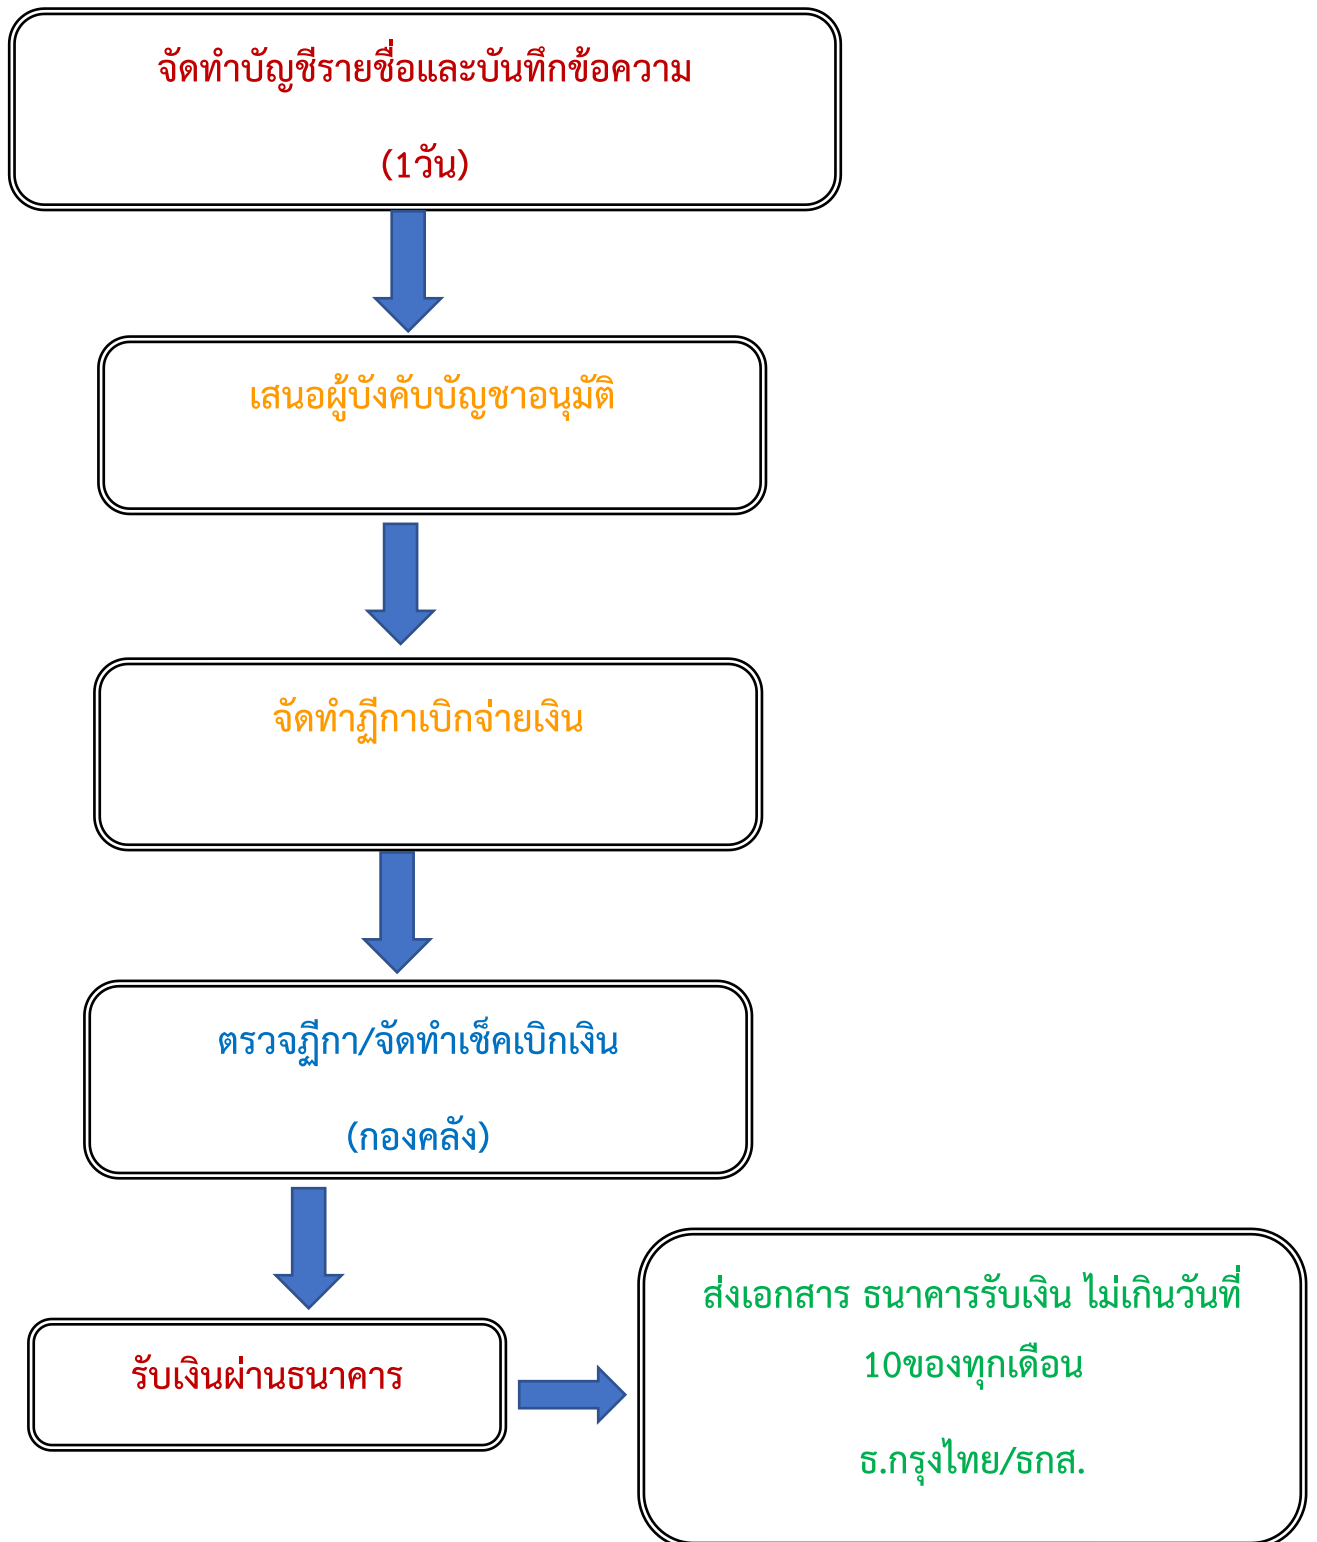 จัดทำบัญชีรายชื่อและบันทึกข้อความ
(1วัน)
เสนอผู้บังคับบัญชาอนุมัติ
จัดทำฎีกาเบิกจ่ายเงิน
ตรวจฎีกา/จัดทำเช็คเบิกเงิน
(กองคลัง)
รับเงินผ่านธนาคาร
ส่งเอกสาร ธนาคารรับเงิน ไม่เกินวันที่
10ของทุกเดือน
ธ.กรุงไทย/ธกส.